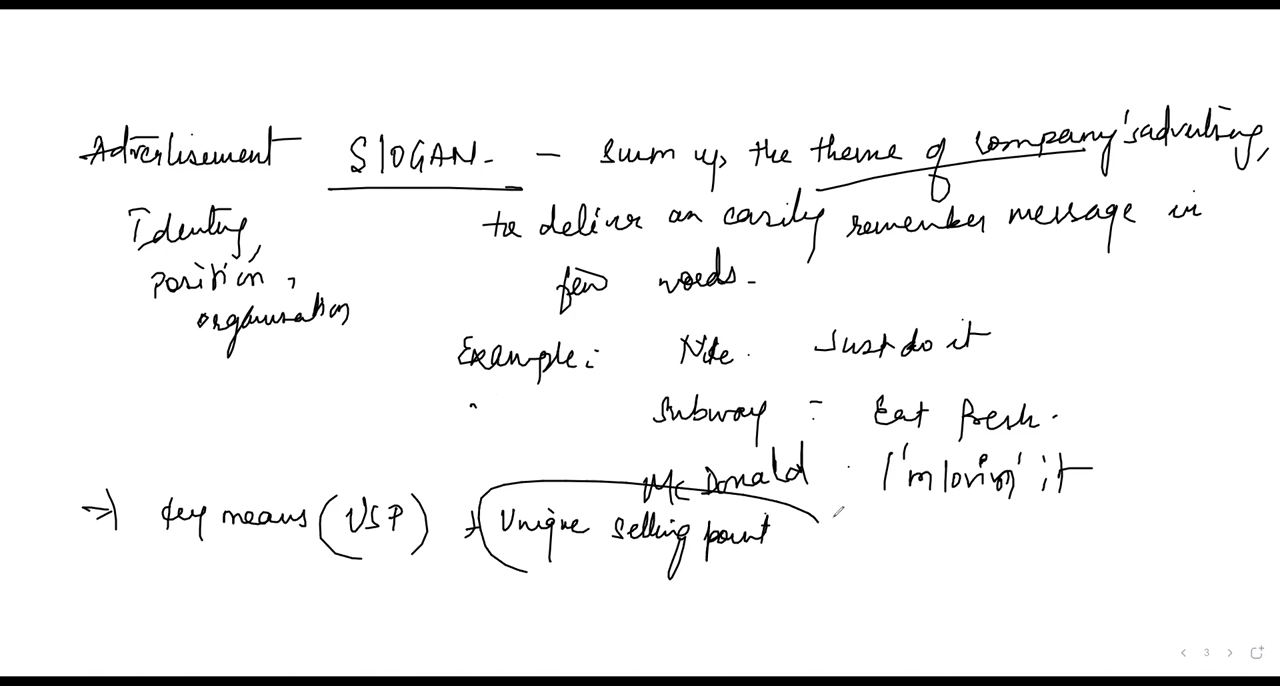 Advertisement SLOGAN - - sum up the theme of company's advertising,
to deliver an easily remember message in
few words.
Identity,
position,
organisation
Example: Nike. Just do it
Subway = Eat fresh.
McDonald. I'm lovin' it
→ Key means (USP) → Unique selling point
3